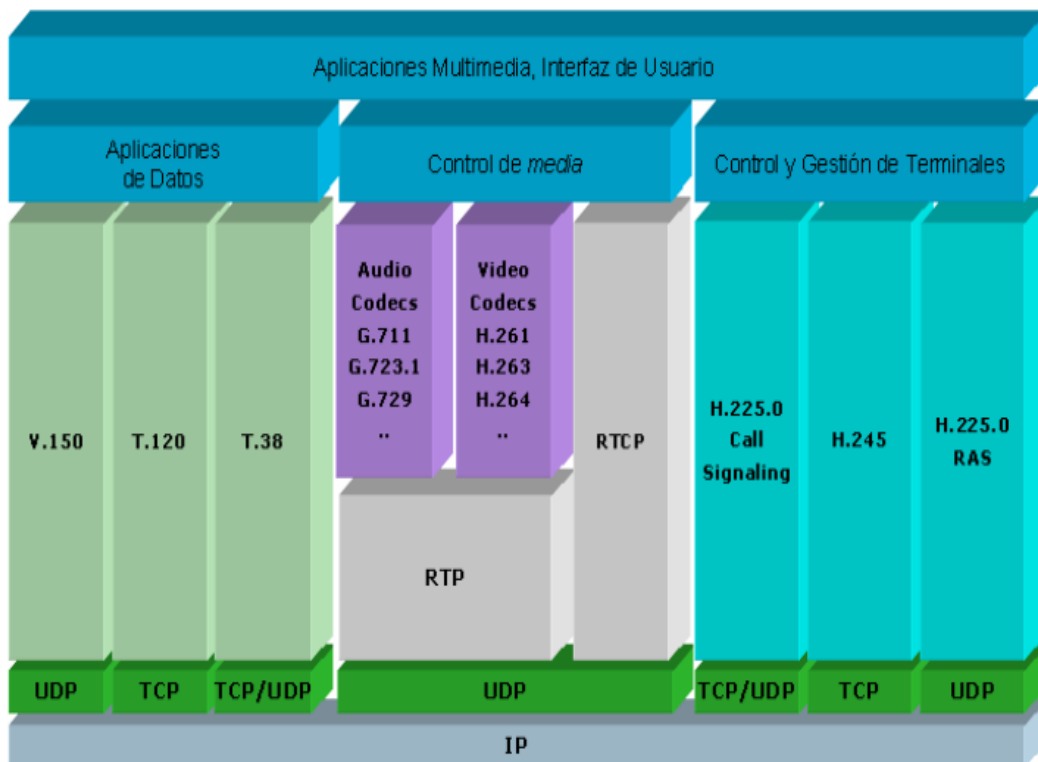 Aplicaciones Multimedia, Interfaz de Usuario
Aplicaciones
de Datos
Control de media
Control y Gestión de Terminales
V.150
T.120
T.38
Audio
Codecs
G.711
G.723.1
G.729
..
Video
Codecs
H.261
H.263
H.264
..
RTCP
RTP
H.225.0
Call
Signaling
H.245
H.225.0
RAS
UDP
TCP
TCP/UDP
UDP
TCP/UDP
TCP
UDP
IP